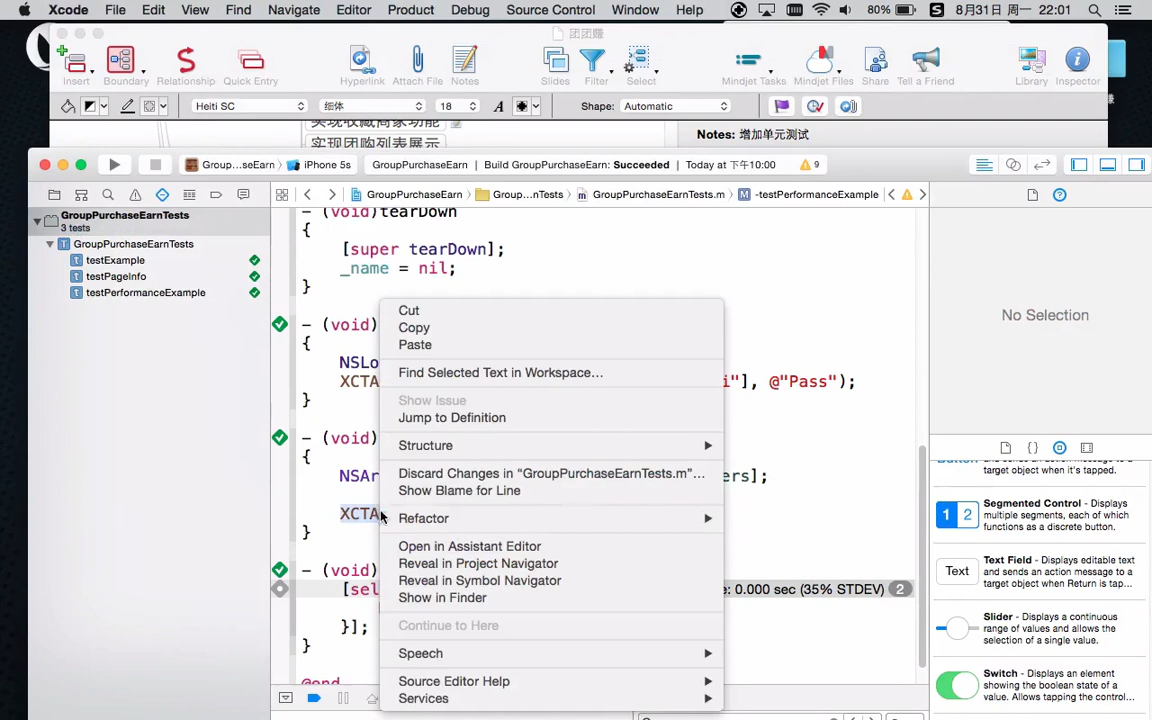 Xcode File Edit View Find Navigate Editor Product Debug Source Control Window Help 80% 8月31日 周一 22:01
团团赚
Insert Boundary Relationship Quick Entry Hyperlink Attach File Notes Slides Filter Select Mindjet Tasks Mindjet Files Share Tell a Friend Library Inspector
Heiti SC 细体 18 A Shape: Automatic
实现收藏商家功能
Notes: 增加单元测试
实现团购列表展示
Group...seEarn iPhone 5s GroupPurchaseEarn Build GroupPurchaseEarn: Succeeded Today at 下午10:00 9
GroupPurchaseEarn Group...nTests GroupPurchaseEarnTests.m M -testPerformanceExample
GroupPurchaseEarnTests
3 tests
GroupPurchaseEarnTests
testExample
testPageInfo
testPerformanceExample
- (void)tearDown
{
[super tearDown];
_name = nil;
}
- (void)
{
NSLo
XCTA i"], @"Pass");
}
- (void)
{
NSAr ers];
XCTA
}
- (void)
[sel e: 0.000 sec (35% STDEV) 2
}];
}
@end
Cut
Copy
Paste
Find Selected Text in Workspace...
Show Issue
Jump to Definition
Structure
Discard Changes in “GroupPurchaseEarnTests.m”...
Show Blame for Line
Refactor
Open in Assistant Editor
Reveal in Project Navigator
Reveal in Symbol Navigator
Show in Finder
Continue to Here
Speech
Source Editor Help
Services
No Selection
target object when it's tapped.
Segmented Control - Displays
multiple segments, each of which
functions as a discrete button.
1 2
Text Field - Displays editable text
and sends an action message to a
target object when Return is tap...
Text
Slider - Displays a continuous
range of values and allows the
selection of a single value.
Switch - Displays an element
showing the boolean state of a
value. Allows tapping the control...